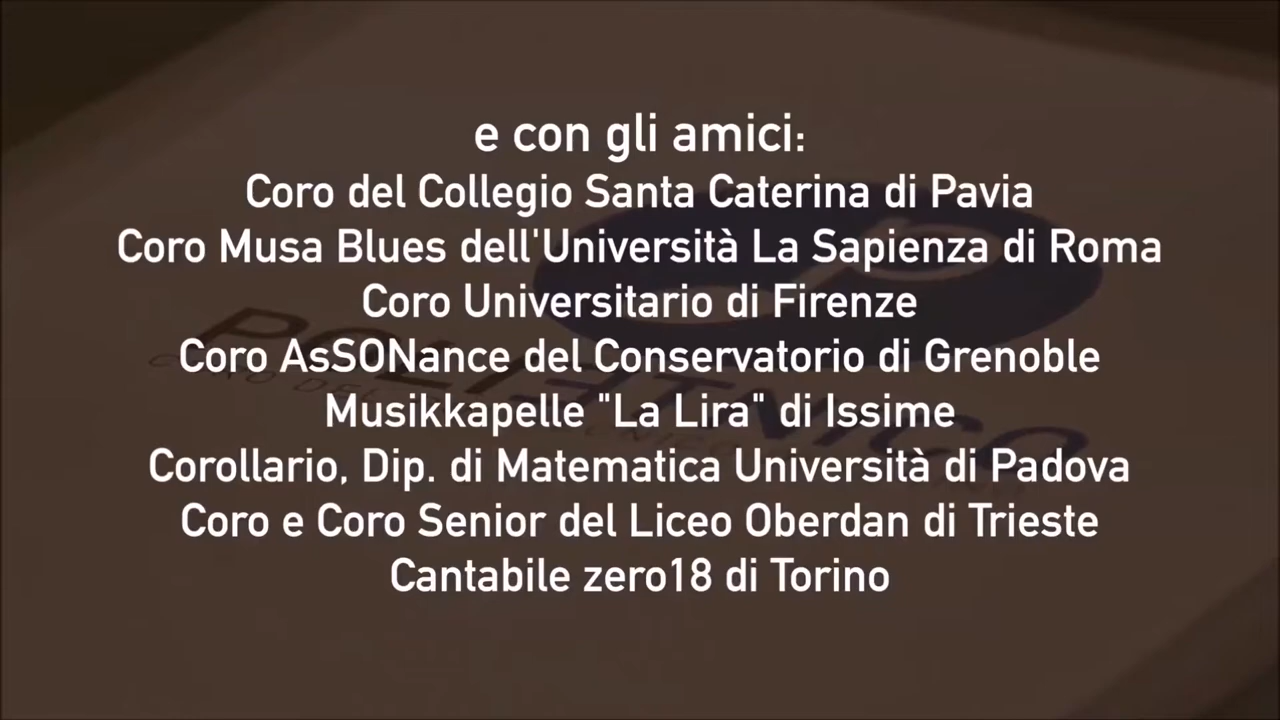 e con gli amici:
Coro del Collegio Santa Caterina di Pavia
Coro Musa Blues dell'Università La Sapienza di Roma
Coro Universitario di Firenze
Coro AsSONance del Conservatorio di Grenoble
Musikkapelle "La Lira" di Issime
Corollario, Dip. di Matematica Università di Padova
Coro e Coro Senior del Liceo Oberdan di Trieste
Cantabile zero18 di Torino